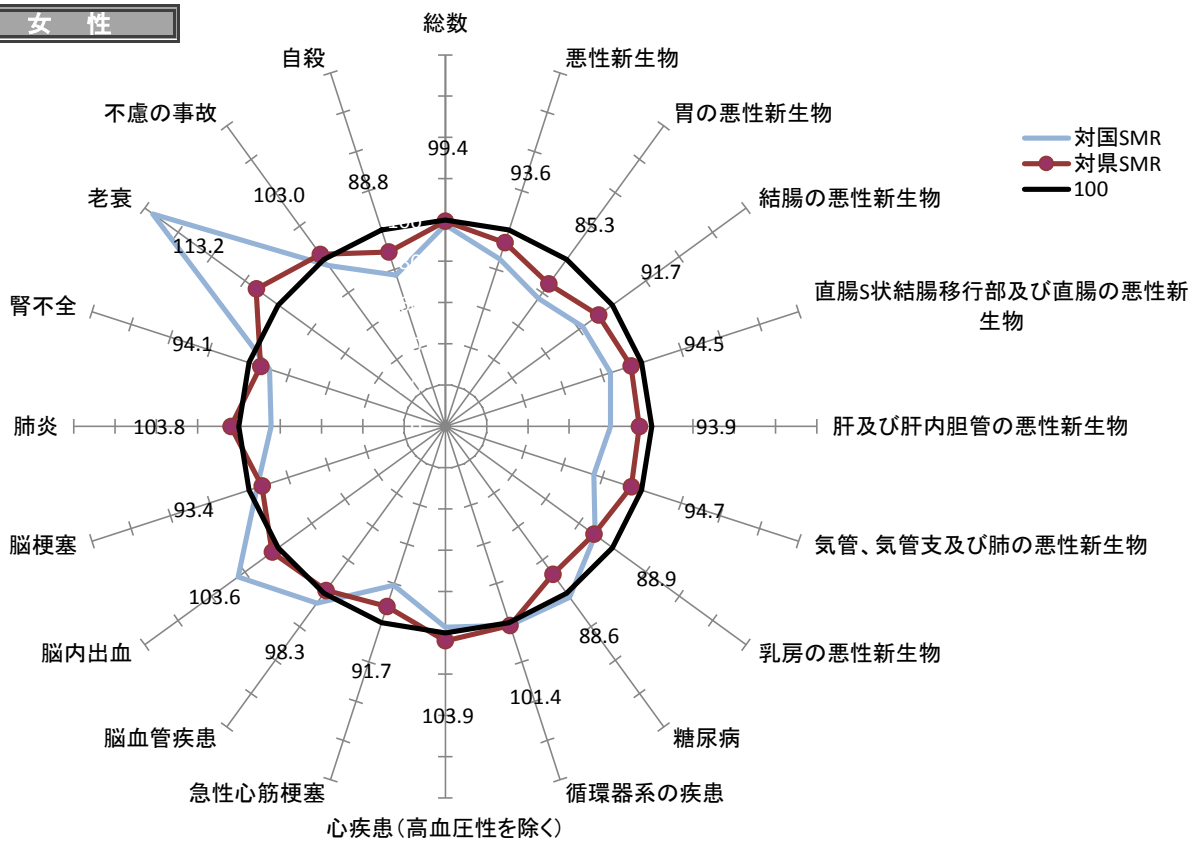 女 性
総数
悪性新生物
胃の悪性新生物
結腸の悪性新生物
直腸S状結腸移行部及び直腸の悪性新
生物
肝及び肝内胆管の悪性新生物
気管、気管支及び肺の悪性新生物
乳房の悪性新生物
糖尿病
循環器系の疾患
心疾患(高血圧性を除く)
急性心筋梗塞
脳血管疾患
脳内出血
脳梗塞
肺炎
腎不全
老衰
不慮の事故
自殺
99.4
93.6
85.3
91.7
94.5
93.9
94.7
88.9
88.6
101.4
103.9
91.7
98.3
103.6
93.4
103.8
94.1
113.2
103.0
88.8
対国SMR
対県SMR
100